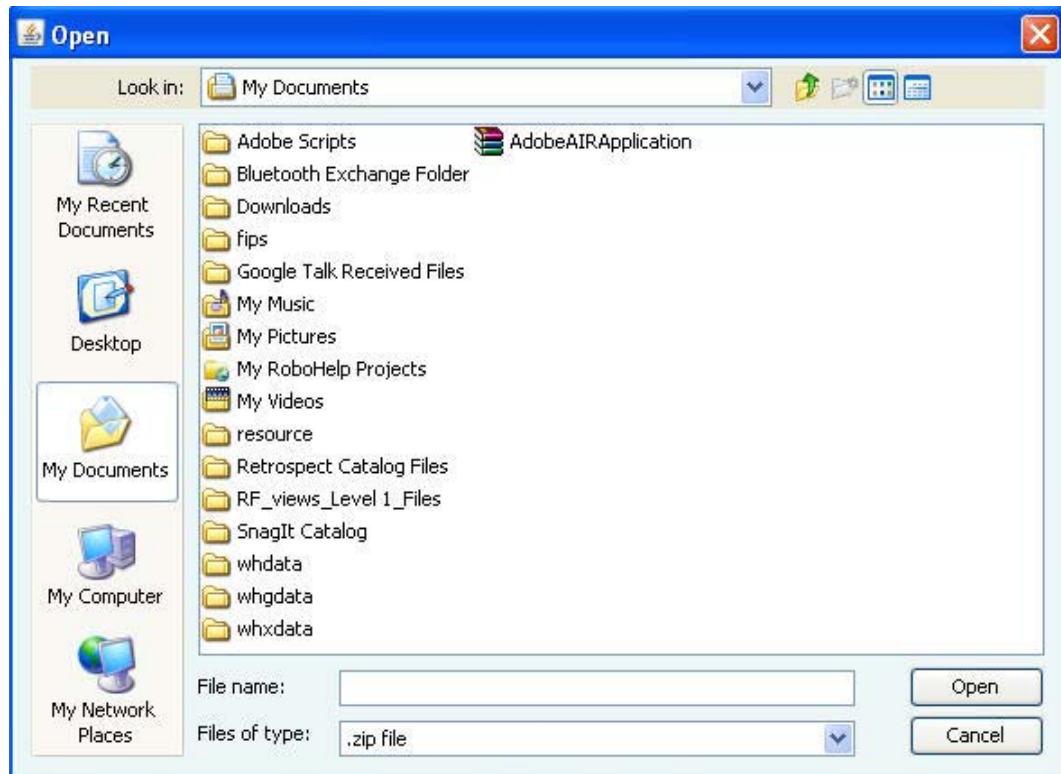 Open
Look in:
My Documents
My Recent
Documents
Desktop
My Documents
My Computer
My Network
Places
Adobe Scripts
Bluetooth Exchange Folder
Downloads
fips
Google Talk Received Files
My Music
My Pictures
My RoboHelp Projects
My Videos
resource
Retrospect Catalog Files
RF_views_Level 1_Files
SnagIt Catalog
whdata
whgdata
whxdata
AdobeAIRApplication
File name:
Open
Files of type:
.zip file
Cancel